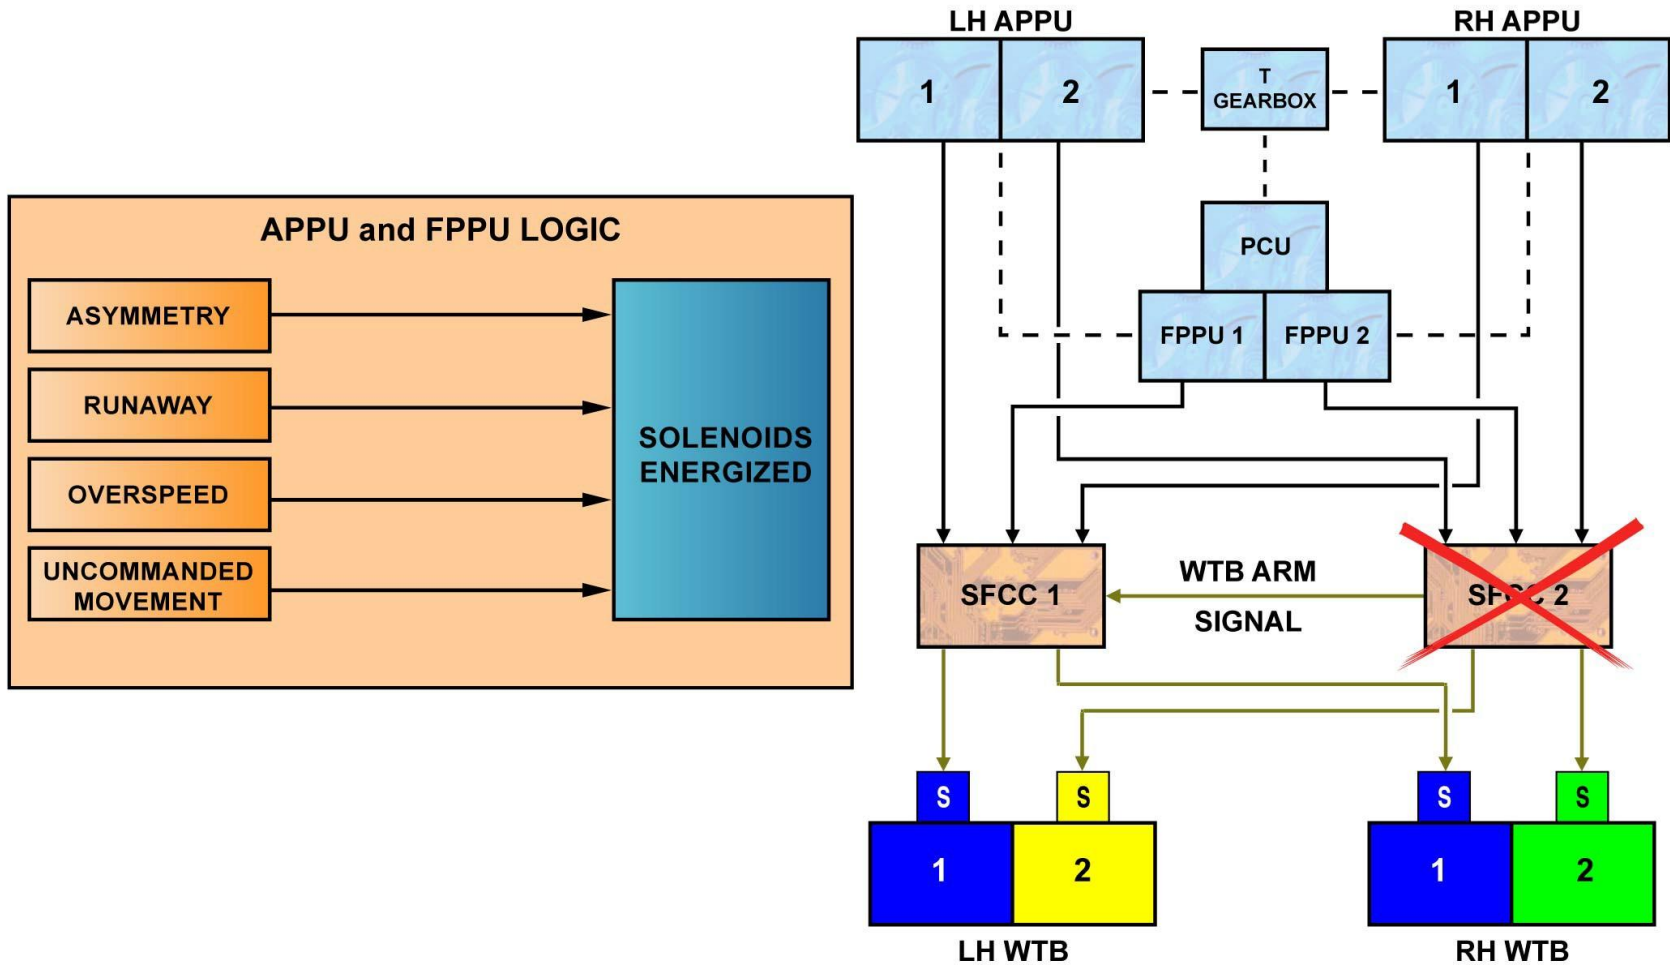 LH APPU
RH APPU
1
2
T
GEARBOX
1
2
APPU and FPPU LOGIC
ASYMMETRY
RUNAWAY
OVERSPEED
UNCOMMANDED
MOVEMENT
SOLENOIDS
ENERGIZED
PCU
FPPU 1
FPPU 2
SFCC 1
WTB ARM
SIGNAL
SFCC 2
S
S
S
S
1
2
1
2
LH WTB
RH WTB